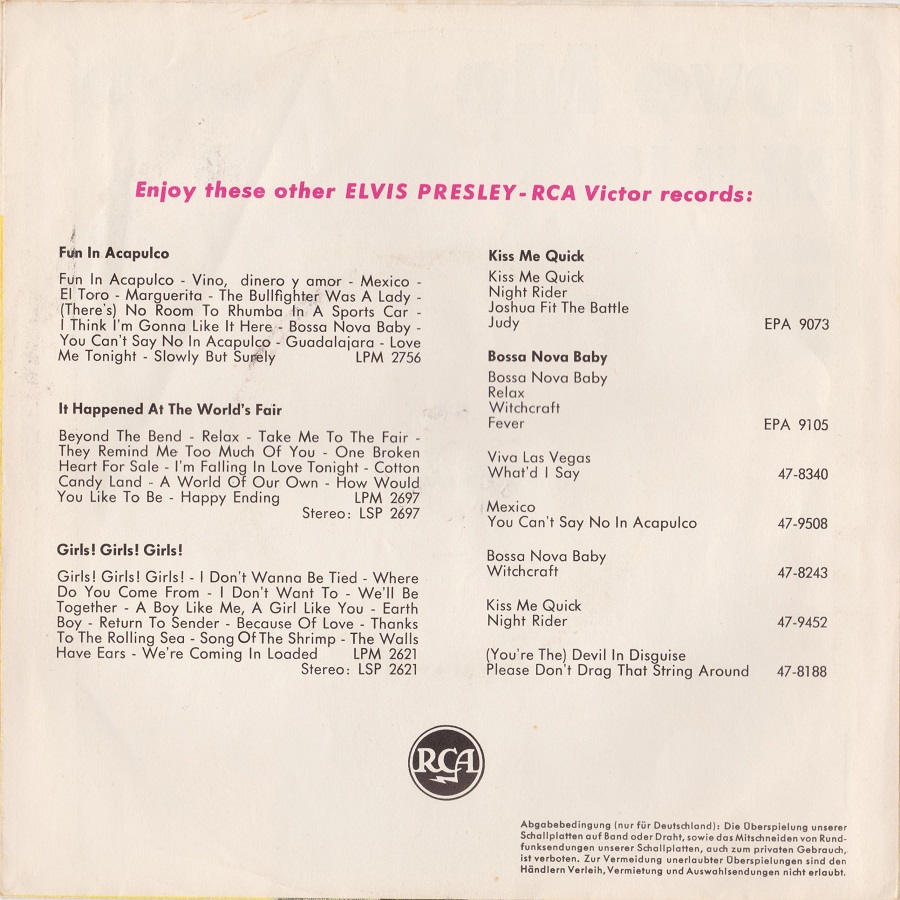 Enjoy these other ELVIS PRESLEY-RCA Victor records:
Fun In Acapulco
Fun In Acapulco - Vino, dinero y amor - Mexico -
El Toro - Marguerita - The Bullfighter Was A Lady -
(There's) No Room To Rhumba In A Sports Car -
I Think I'm Gonna Like It Here - Bossa Nova Baby -
You Can't Say No In Acapulco - Guadalajara - Love
Me Tonight - Slowly But Surely LPM 2756
It Happened At The World's Fair
Beyond The Bend - Relax - Take Me To The Fair -
They Remind Me Too Much Of You - One Broken
Heart For Sale - I'm Falling In Love Tonight - Cotton
Candy Land - A World Of Our Own - How Would
You Like To Be - Happy Ending LPM 2697
Stereo: LSP 2697
Girls! Girls! Girls!
Girls! Girls! Girls! - I Don't Wanna Be Tied - Where
Do You Come From - I Don't Want To - We'll Be
Together - A Boy Like Me, A Girl Like You - Earth
Boy - Return To Sender - Because Of Love - Thanks
To The Rolling Sea - Song Of The Shrimp - The Walls
Have Ears - We're Coming In Loaded LPM 2621
Stereo: LSP 2621
Kiss Me Quick
Kiss Me Quick
Night Rider
Joshua Fit The Battle
Judy EPA 9073
Bossa Nova Baby
Bossa Nova Baby
Relax
Witchcraft
Fever EPA 9105
Viva Las Vegas
What'd I Say 47-8340
Mexico
You Can't Say No In Acapulco 47-9508
Bossa Nova Baby
Witchcraft 47-8243
Kiss Me Quick
Night Rider 47-9452
(You're The) Devil In Disguise
Please Don't Drag That String Around 47-8188
RCA
Abgabebedingung (nur für Deutschland): Die Überspielung unserer
Schallplatten auf Band oder Draht, sowie das Mitschneiden von Rund-
funksendungen unserer Schallplatten, auch zum privaten Gebrauch,
ist verboten. Zur Vermeidung unerlaubter Überspielungen sind den
Händlern Verleih, Vermietung und Auswahlsendungen nicht erlaubt.